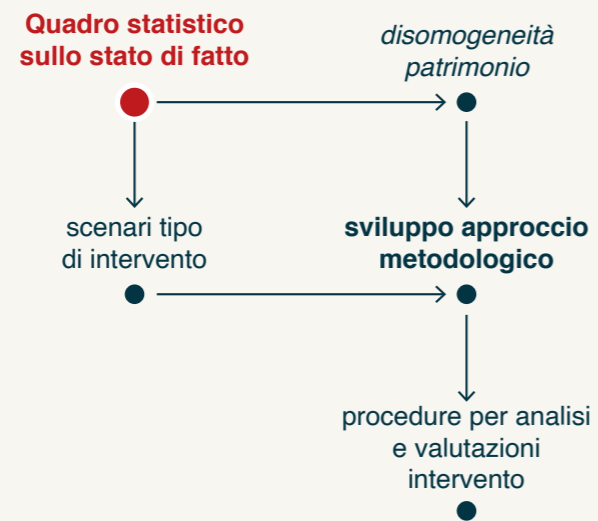 Quadro statistico
sullo stato di fatto
disomogeneità
patrimonio
scenari tipo
di intervento
sviluppo approccio
metodologico
procedure per analisi
e valutazioni
intervento